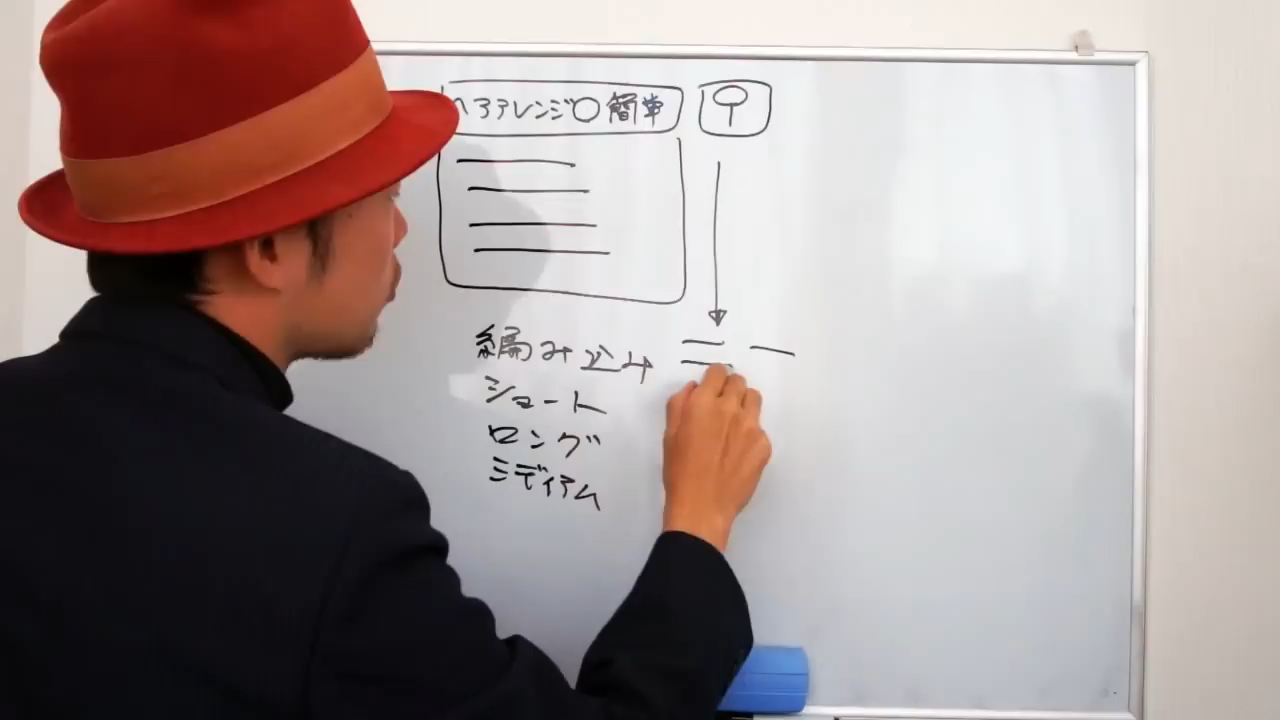 ヘアアレンジ〇簡単
編み込み
ショート
ロング
ミディアム